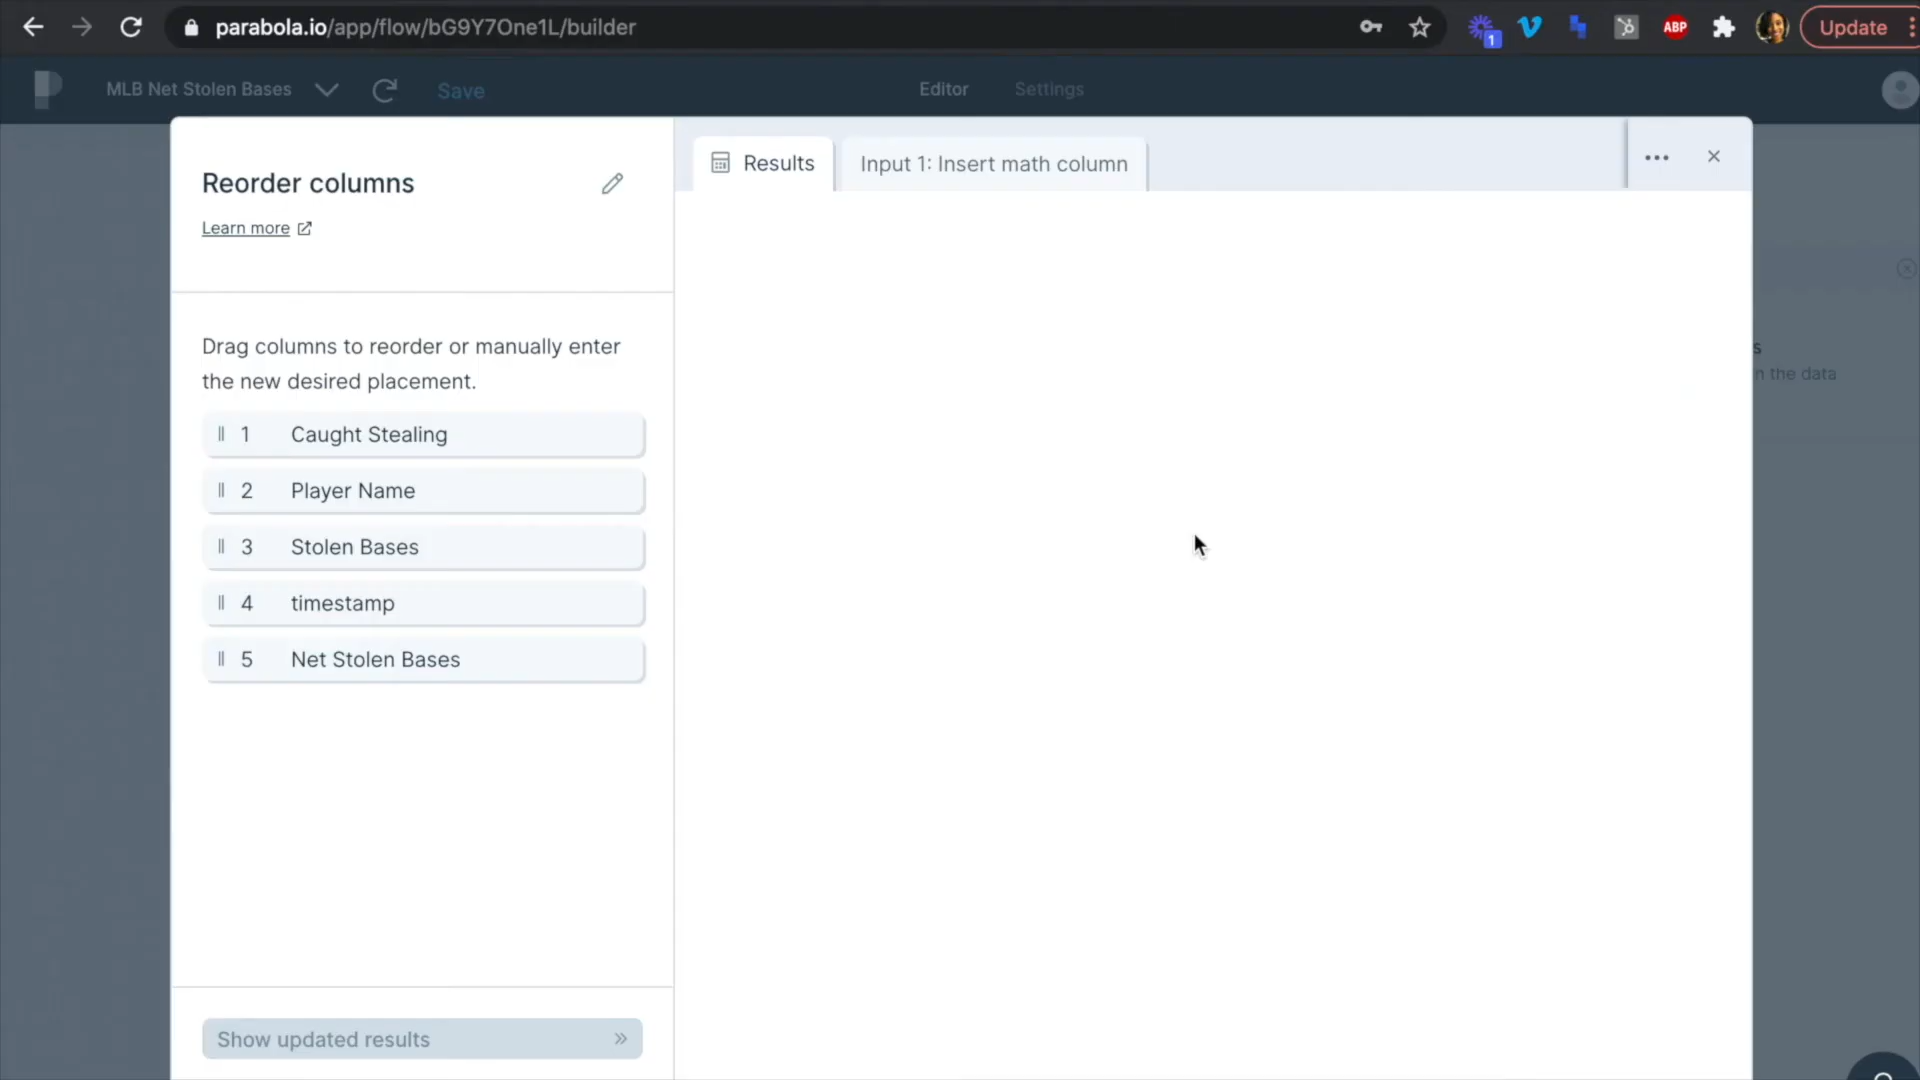 parabola.io/app/flow/bG9Y7One1L/builder
1
ABP
Update
MLB Net Stolen Bases
Save
Editor
Settings
Reorder columns
Learn more
Results
Input 1: Insert math column
Drag columns to reorder or manually enter
the new desired placement.
1 Caught Stealing
2 Player Name
3 Stolen Bases
4 timestamp
5 Net Stolen Bases
s
n the data
Show updated results